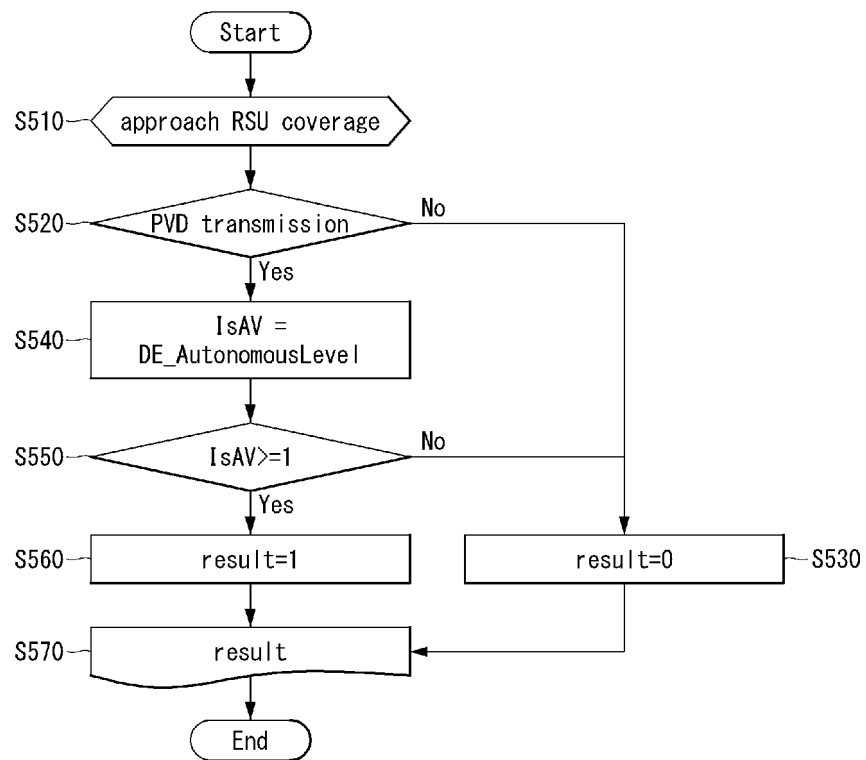 Start
S510
approach RSU coverage
S520
PVD transmission
No
Yes
S540
IsAV =
DE_AutonomousLevel
S550
IsAV>=1
No
Yes
S560
result=1
result=0
S530
S570
result
End